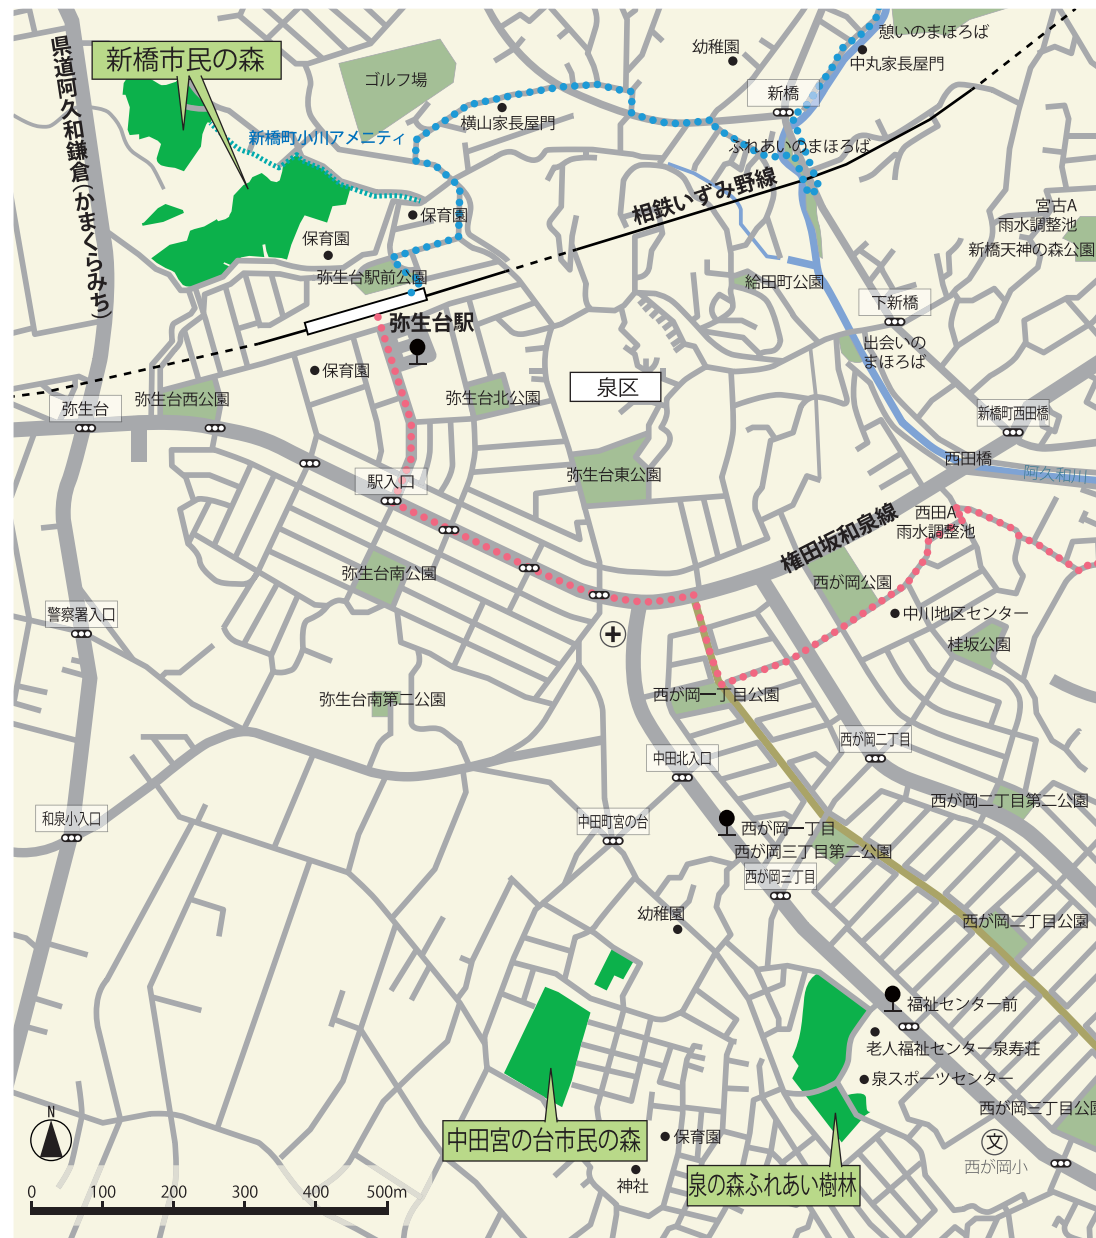 県道阿久和鎌倉(かまくらみち)
新橋市民の森
ゴルフ場
幼稚園
憩いのまほろば
中丸家長屋門
新橋
横山家長屋門
新橋町小川アメニティ
ふれあいのまほろば
相鉄いずみ野線
宮古A
雨水調整池
新橋天神の森公園
保育園
保育園
弥生台駅前公園
給田町公園
下新橋
弥生台駅
出会いの
まほろば
保育園
泉区
弥生台
弥生台西公園
弥生台北公園
新橋町西田橋
西田橋
阿久和川
弥生台東公園
駅入口
権田坂和泉線
西田A
雨水調整池
弥生台南公園
西が岡公園
警察署入口
中川地区センター
桂坂公園
弥生台南第二公園
西が岡一丁目公園
西が岡二丁目
中田北入口
西が岡二丁目第二公園
和泉小入口
中田町宮の台
西が岡一丁目
西が岡三丁目第二公園
西が岡三丁目
幼稚園
西が岡二丁目公園
福祉センター前
老人福祉センター泉寿荘
泉スポーツセンター
西が岡三丁目公園
N
中田宮の台市民の森
保育園
文
西が岡小
神社
泉の森ふれあい樹林
0 100 200 300 400 500m